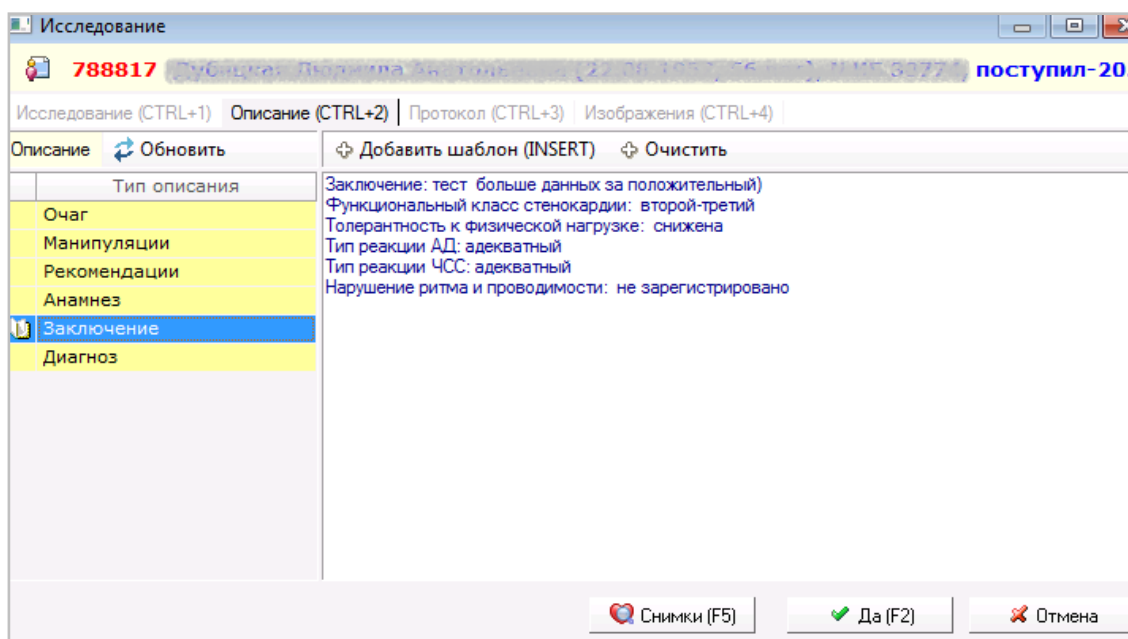 Исследование
788817 поступил-20
Исследование (CTRL+1) Описание (CTRL+2) Протокол (CTRL+3) Изображения (CTRL+4)
Описание Обновить Добавить шаблон (INSERT) Очистить
Тип описания
Очаг
Манипуляции
Рекомендации
Анамнез
Заключение
Диагноз
Заключение: тест  больше данных за положительный)
Функциональный класс стенокардии:  второй-третий
Толерантность к физической нагрузке:  снижена
Тип реакции АД: адекватный
Тип реакции ЧСС: адекватный
Нарушение ритма и проводимости:  не зарегистрировано
Снимки (F5) Да (F2) Отмена